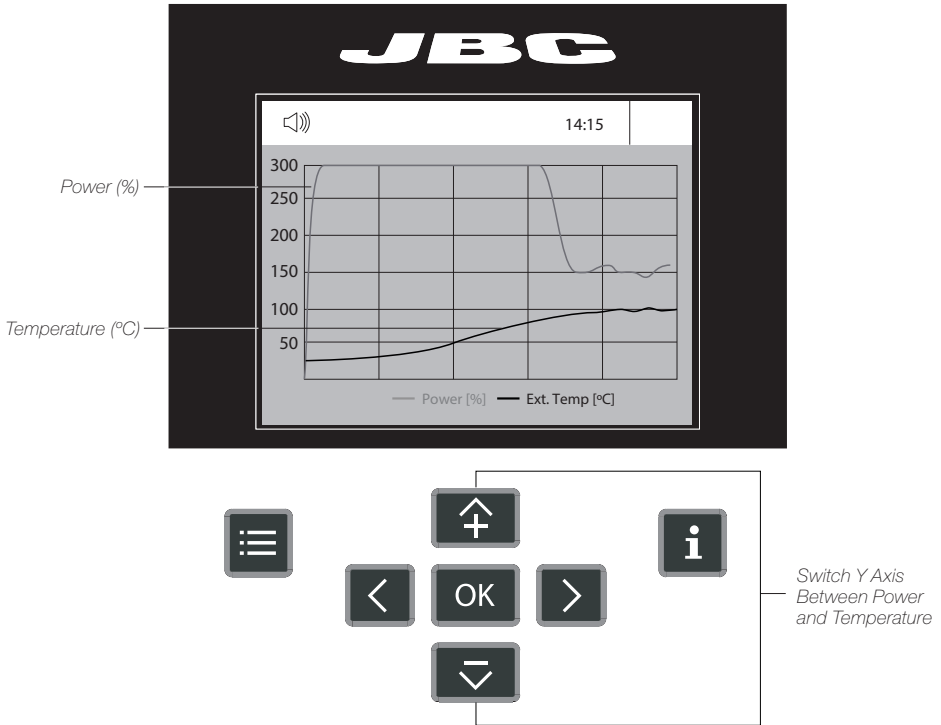 JBC
14:15
300
250
200
150
100
50
Power (%)
Temperature (ºC)
Power [%] Ext. Temp [ºC]
OK
i
Switch Y Axis
Between Power
and Temperature